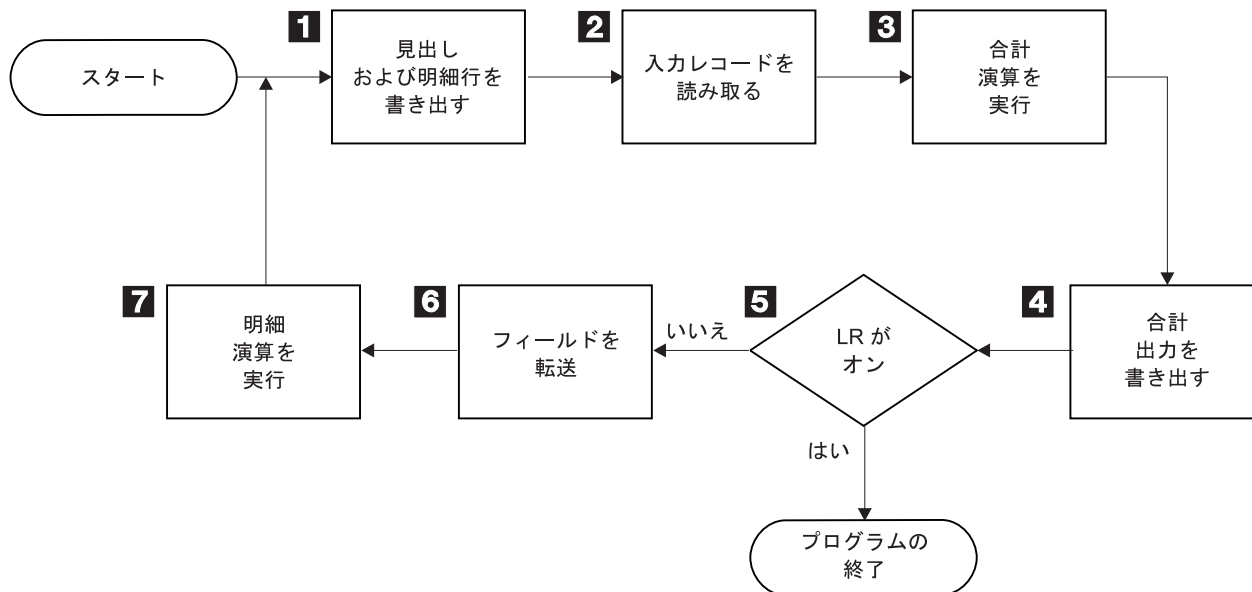 スタート
1
見出し
および明細行を
書き出す
2
入力レコードを
読み取る
3
合計
演算を
実行
4
合計
出力を
書き出す
5
LR が
オン
いいえ
はい
6
フィールドを
転送
7
明細
演算を
実行
プログラムの
終了